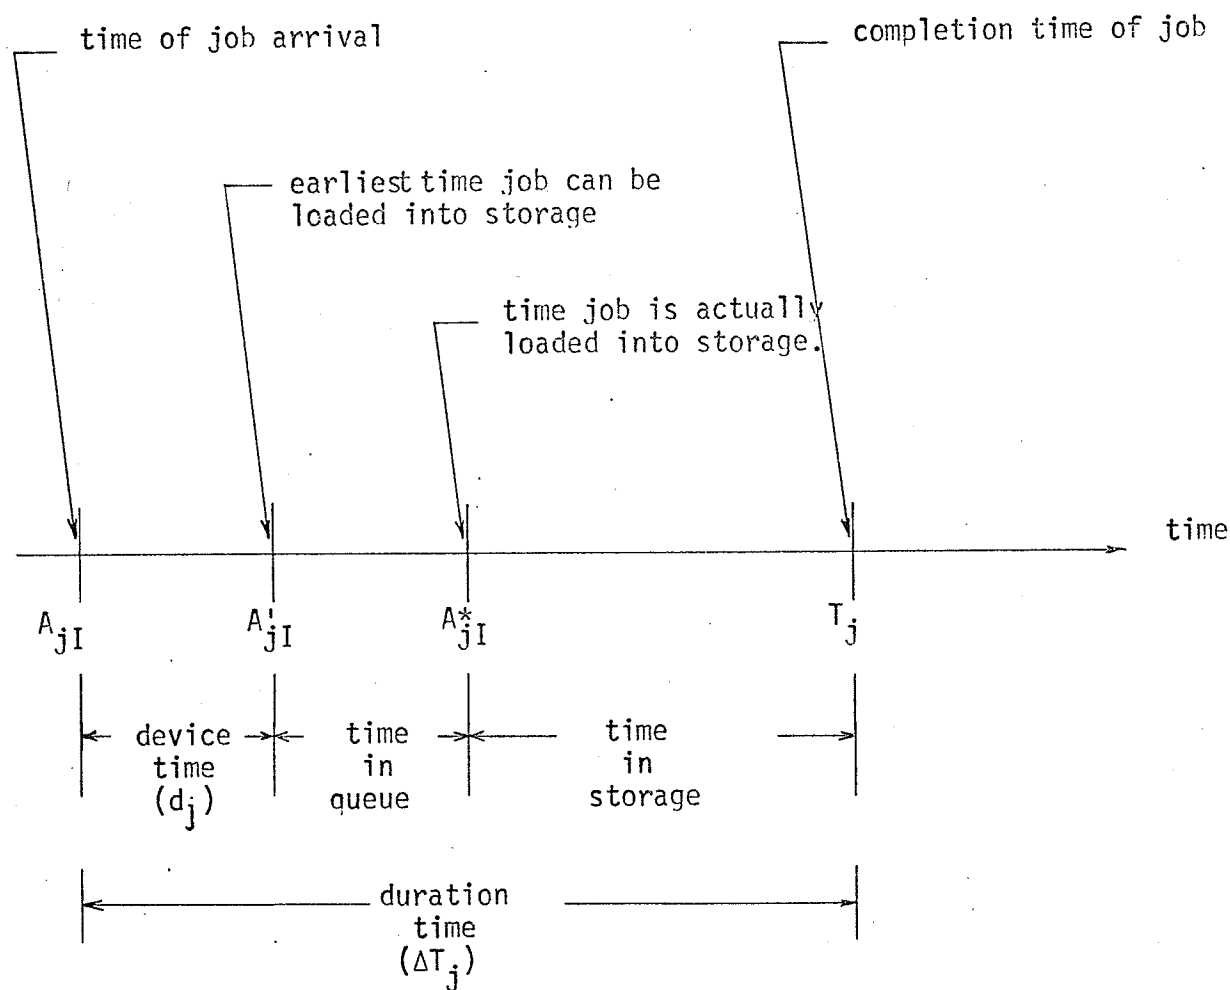 time of job arrival
completion time of job
earliest time job can be
loaded into storage
time job is actually
loaded into storage.
time
A_jI
A'_jI
A*_jI
T_j
device
time
(d_j)
time
in
queue
time
in
storage
duration
time
(ΔT_j)